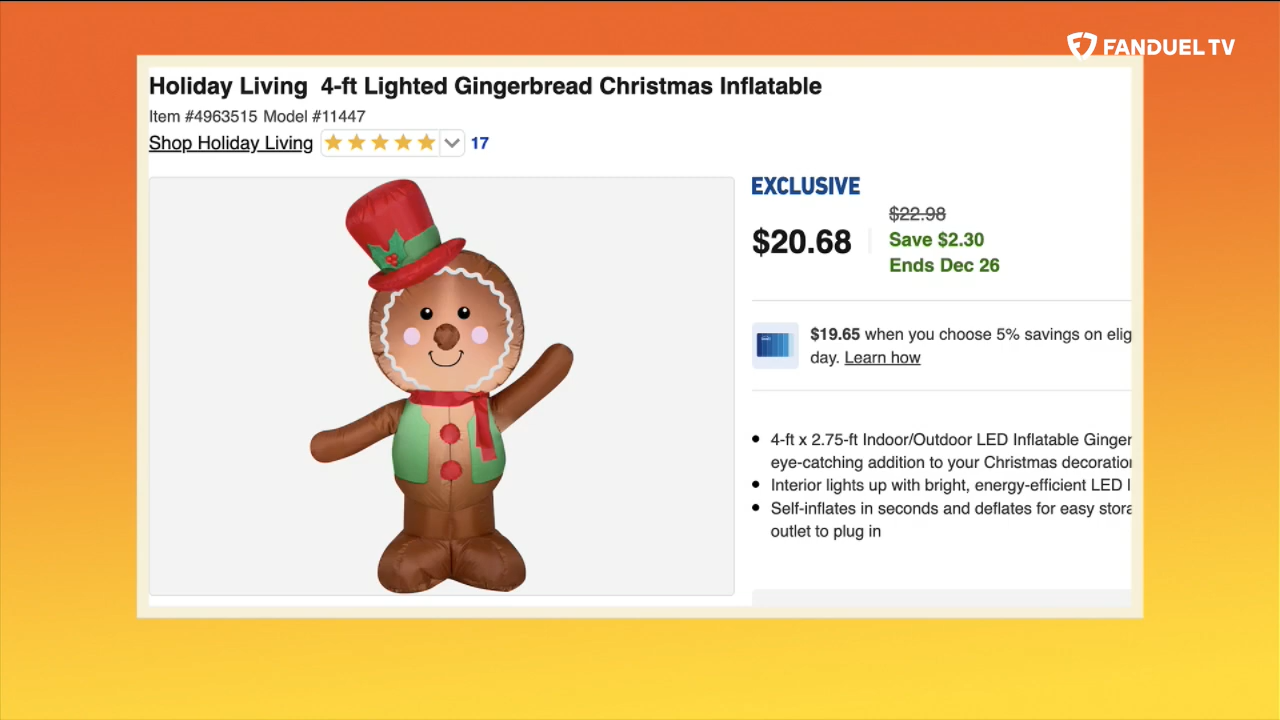 FANDUEL TV
Holiday Living 4-ft Lighted Gingerbread Christmas Inflatable
Item #4963515 Model #11447
Shop Holiday Living 17
EXCLUSIVE
$20.68
$22.98
Save $2.30
Ends Dec 26
$19.65 when you choose 5% savings on elig
day. Learn how
4-ft x 2.75-ft Indoor/Outdoor LED Inflatable Ginger
eye-catching addition to your Christmas decoration
Interior lights up with bright, energy-efficient LED l
Self-inflates in seconds and deflates for easy stora
outlet to plug in